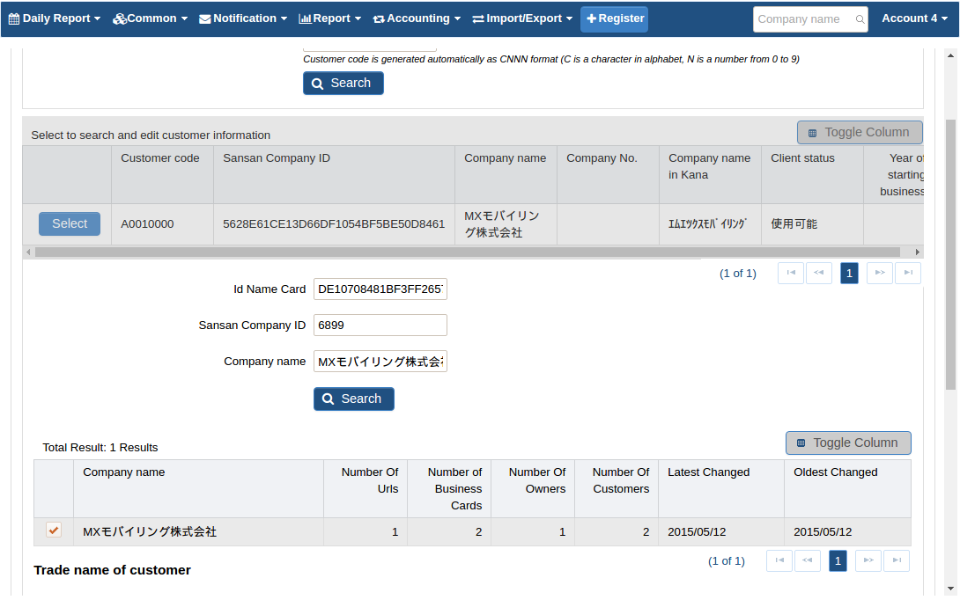 Daily Report Common Notification Report Accounting Import/Export Register Company name Account 4
Customer code is generated automatically as CNNN format (C is a character in alphabet, N is a number from 0 to 9)
Search
Select to search and edit customer information Toggle Column
Customer code Sansan Company ID Company name Company No. Company name in Kana Client status Year of starting business
Select A0010000 5628E61CE13D66DF1054BF5BE50D8461 MXモバイリング株式会社 ｴﾑｴｯｸｽﾓﾊﾞｲﾘﾝｸﾞ 使用可能
(1 of 1) 1
Id Name Card DE10708481BF3FF265
Sansan Company ID 6899
Company name MXモバイリング株式会
Search
Total Result: 1 Results Toggle Column
Company name Number Of Urls Number of Business Cards Number Of Owners Number Of Customers Latest Changed Oldest Changed
MXモバイリング株式会社 1 2 1 2 2015/05/12 2015/05/12
(1 of 1) 1
Trade name of customer